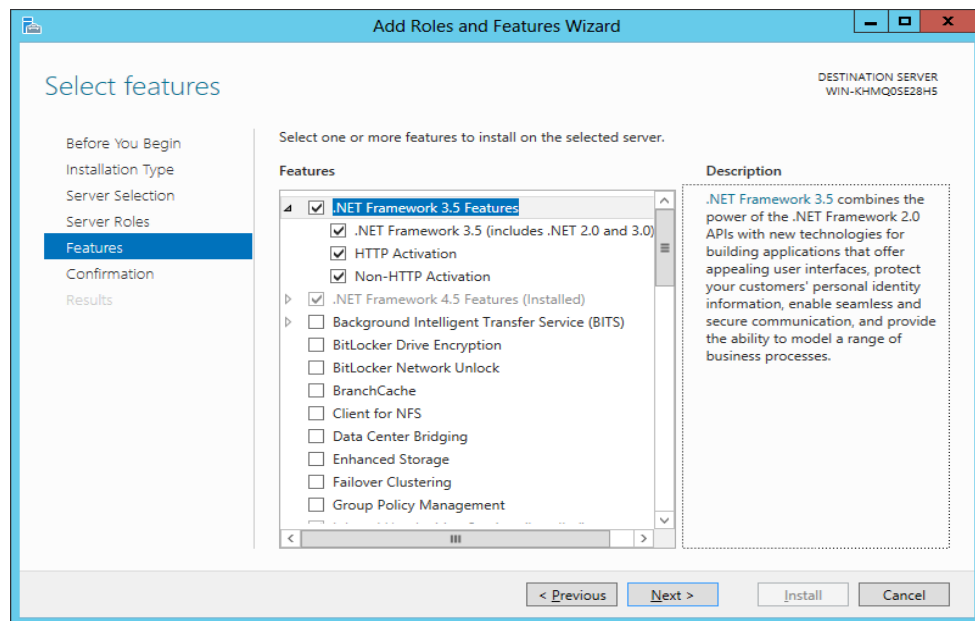 Add Roles and Features Wizard
Select features
DESTINATION SERVER
WIN-KHMQ0SE28H5
Before You Begin
Installation Type
Server Selection
Server Roles
Features
Confirmation
Results
Select one or more features to install on the selected server.
Features
.NET Framework 3.5 Features
.NET Framework 3.5 (includes .NET 2.0 and 3.0)
HTTP Activation
Non-HTTP Activation
.NET Framework 4.5 Features (Installed)
Background Intelligent Transfer Service (BITS)
BitLocker Drive Encryption
BitLocker Network Unlock
BranchCache
Client for NFS
Data Center Bridging
Enhanced Storage
Failover Clustering
Group Policy Management
Description
.NET Framework 3.5 combines the
power of the .NET Framework 2.0
APIs with new technologies for
building applications that offer
appealing user interfaces, protect
your customers' personal identity
information, enable seamless and
secure communication, and provide
the ability to model a range of
business processes.
< Previous
Next >
Install
Cancel